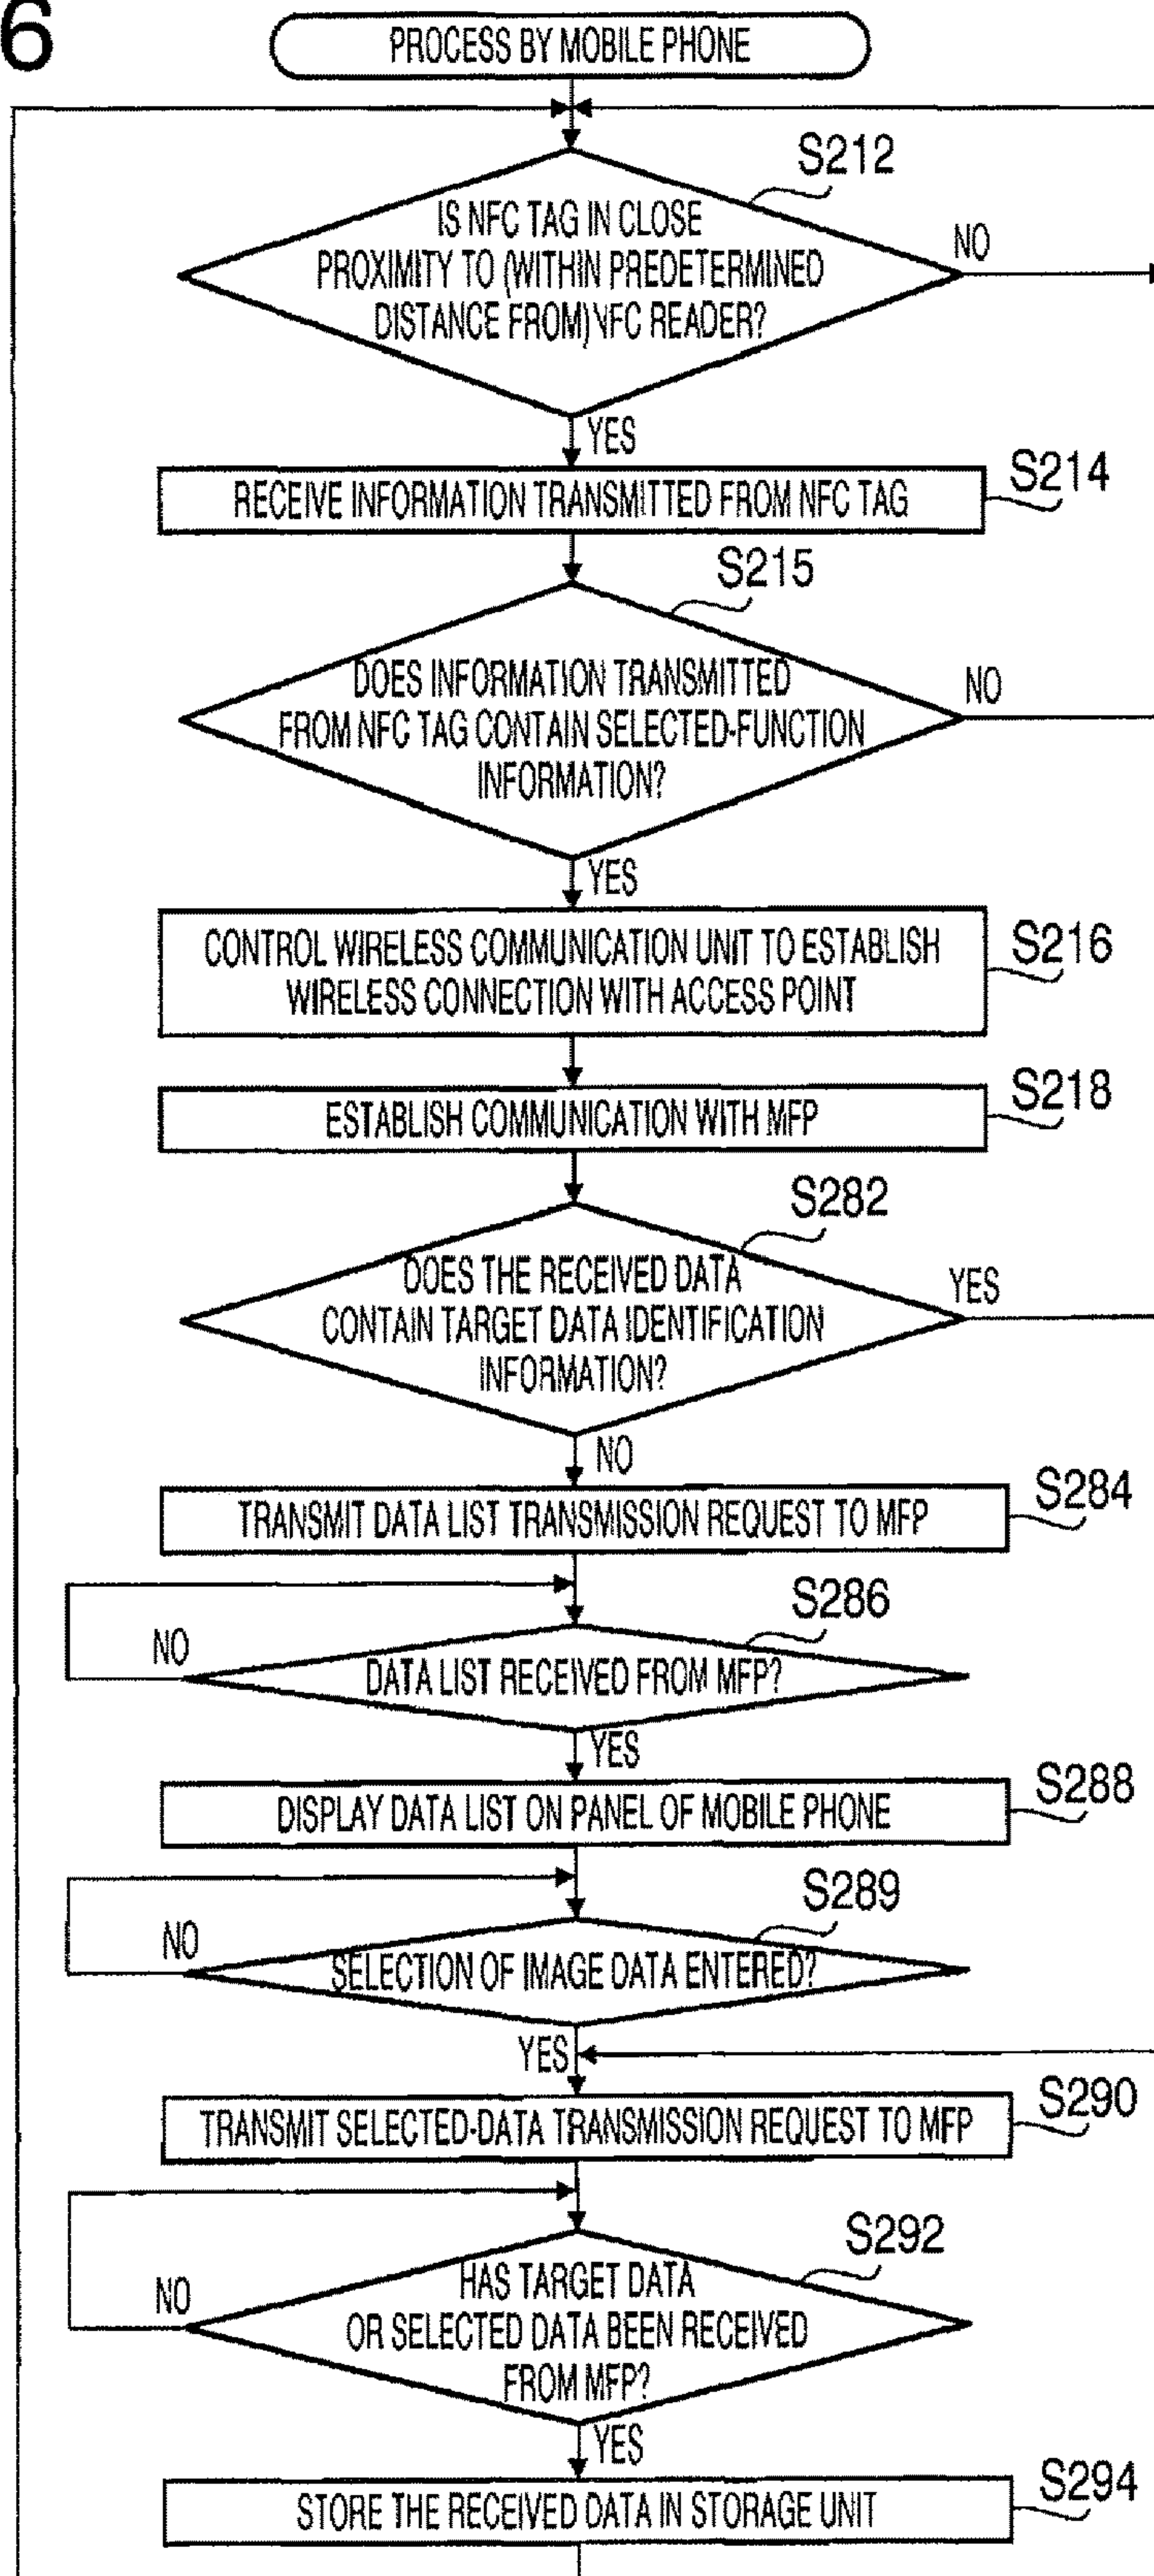 6
PROCESS BY MOBILE PHONE
S212
IS NFC TAG IN CLOSE
PROXIMITY TO (WITHIN PREDETERMINED
DISTANCE FROM) NFC READER?
NO
YES
S214
RECEIVE INFORMATION TRANSMITTED FROM NFC TAG
S215
DOES INFORMATION TRANSMITTED
FROM NFC TAG CONTAIN SELECTED-FUNCTION
INFORMATION?
NO
YES
S216
CONTROL WIRELESS COMMUNICATION UNIT TO ESTABLISH
WIRELESS CONNECTION WITH ACCESS POINT
S218
ESTABLISH COMMUNICATION WITH MFP
S282
DOES THE RECEIVED DATA
CONTAIN TARGET DATA IDENTIFICATION
INFORMATION?
YES
NO
S284
TRANSMIT DATA LIST TRANSMISSION REQUEST TO MFP
S286
NO
DATA LIST RECEIVED FROM MFP?
YES
S288
DISPLAY DATA LIST ON PANEL OF MOBILE PHONE
S289
NO
SELECTION OF IMAGE DATA ENTERED?
YES
S290
TRANSMIT SELECTED-DATA TRANSMISSION REQUEST TO MFP
S292
NO
HAS TARGET DATA
OR SELECTED DATA BEEN RECEIVED
FROM MFP?
YES
S294
STORE THE RECEIVED DATA IN STORAGE UNIT